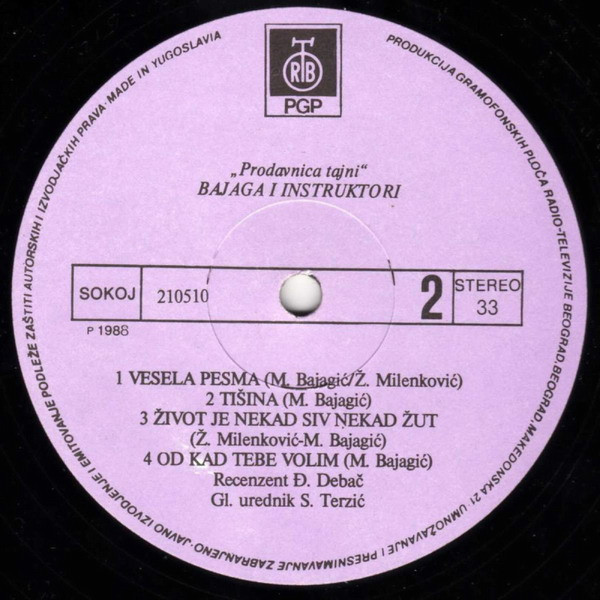 RTB
PGP
PRODUKCIJA GRAMOFONSKIH PLOČA RADIO-TELEVIZIJE BEOGRAD, BEOGRAD, MAKEDONSKA 21 · UMNOŽAVANJE I PRESNIMAVANJE ZABRANJENO · JAVNO IZVODJENJE I EMITOVANJE PODLEŽE ZAŠTITI AUTORSKIH I IZVODJAČKIH PRAVA · MADE IN YUGOSLAVIA
„Prodavnica tajni“
BAJAGA I INSTRUKTORI
SOKOJ 210510 2 STEREO 33
P 1988
1 VESELA PESMA (M. Bajagić/Ž. Milenković)
2 TIŠINA (M. Bajagić)
3 ŽIVOT JE NEKAD SIV NEKAD ŽUT
(Ž. Milenković-M. Bajagić)
4 OD KAD TEBE VOLIM (M. Bajagić)
Recenzent Đ. Debač
Gl. urednik S. Terzić